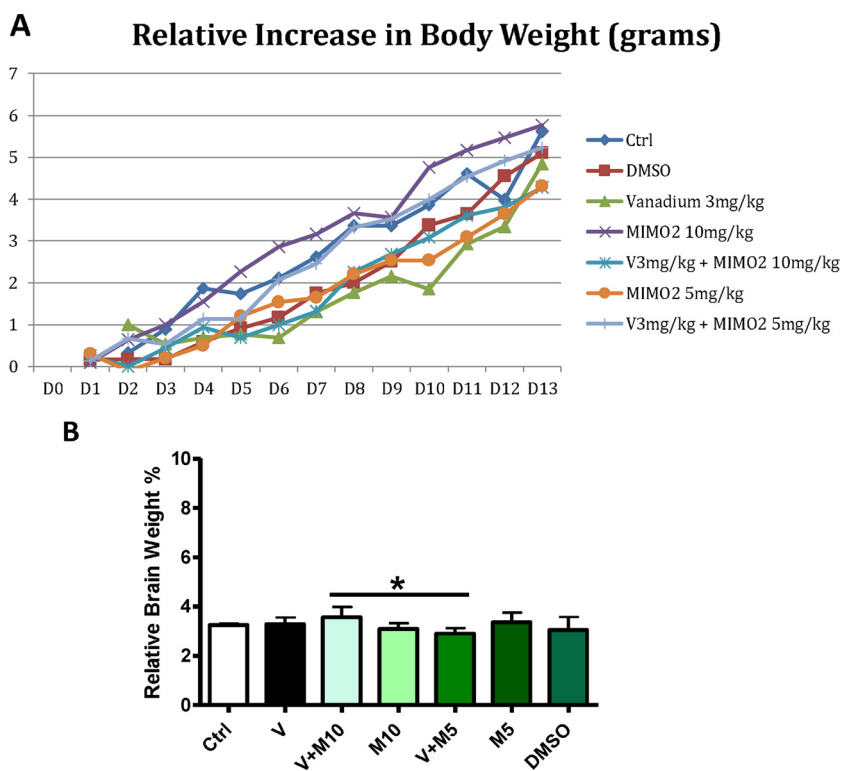 A
Relative Increase in Body Weight (grams)
7
6
5
4
3
2
1
0
D0 D1 D2 D3 D4 D5 D6 D7 D8 D9 D10 D11 D12 D13
Ctrl
DMSO
Vanadium 3mg/kg
MIMO2 10mg/kg
V3mg/kg + MIMO2 10mg/kg
MIMO2 5mg/kg
V3mg/kg + MIMO2 5mg/kg
B
Relative Brain Weight %
10
8
6
4
2
0
*
Ctrl V V+M10 M10 V+M5 M5 DMSO